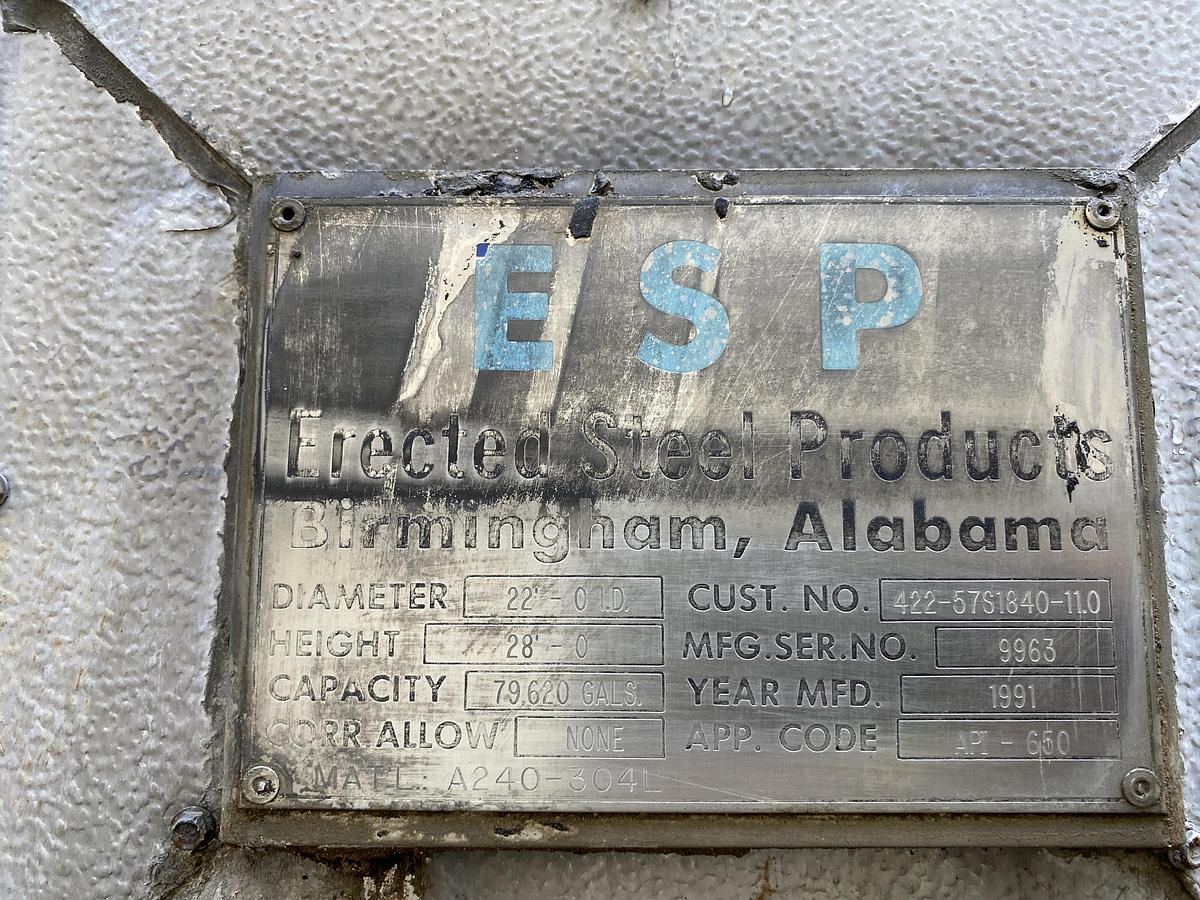 ESP
Erected Steel Products
Birmingham, Alabama
DIAMETER 22' - 0 I.D. CUST. NO. 422-57S1840-11.0
HEIGHT 28' - 0 MFG.SER.NO. 9963
CAPACITY 79,620 GALS. YEAR MFD. 1991
CORR.ALLOW" NONE APP. CODE API - 650
MAT'L: A240-304L